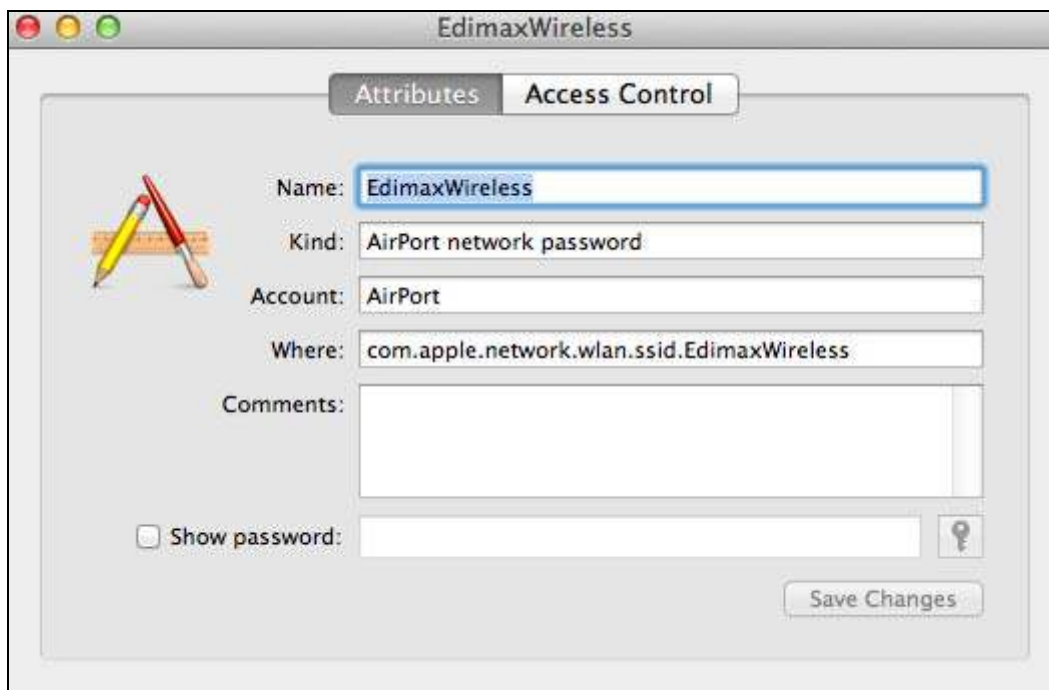 EdimaxWireless
Attributes Access Control
Name: EdimaxWireless
Kind: AirPort network password
Account: AirPort
Where: com.apple.network.wlan.ssid.EdimaxWireless
Comments:
Show password:
Save Changes